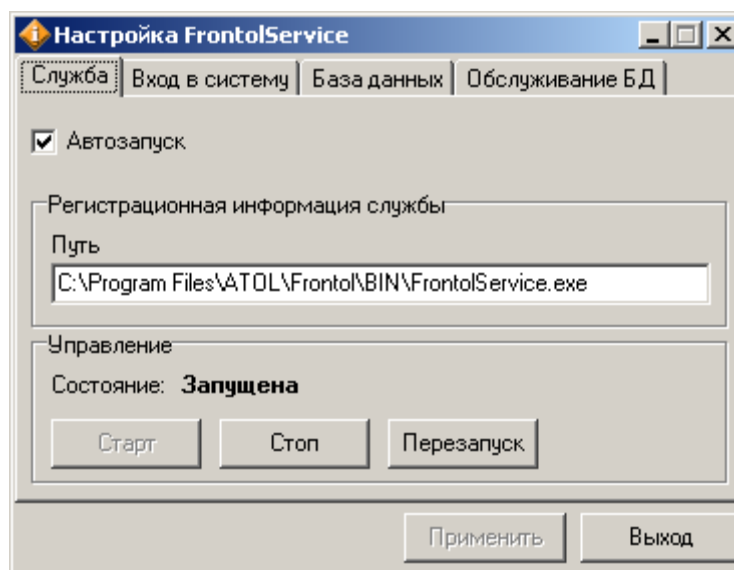 Настройка FrontolService
Служба Вход в систему База данных Обслуживание БД
Автозапуск
Регистрационная информация службы
Путь
C:\Program Files\ATOL\Frontol\BIN\FrontolService.exe
Управление
Состояние: Запущена
Старт Стоп Перезапуск
Применить Выход